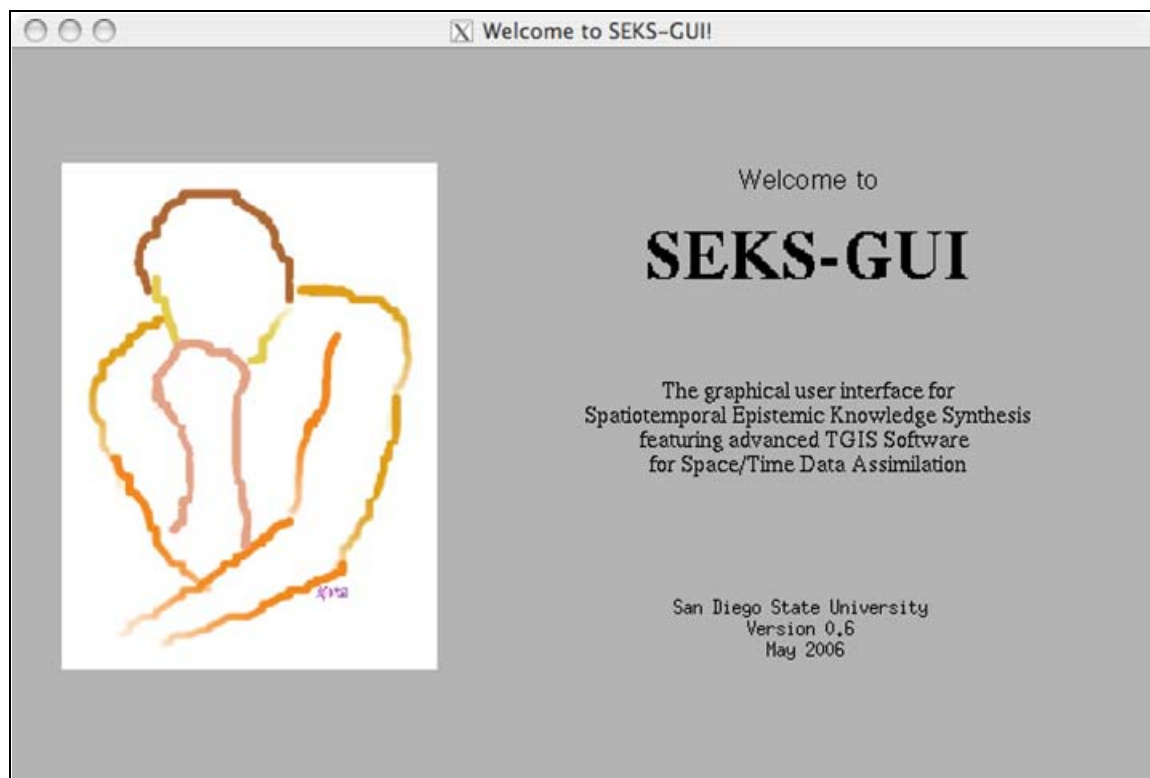 Welcome to SEKS-GUI!
Welcome to
SEKS-GUI
The graphical user interface for
Spatiotemporal Epistemic Knowledge Synthesis
featuring advanced TGIS Software
for Space/Time Data Assimilation
San Diego State University
Version 0.6
May 2006